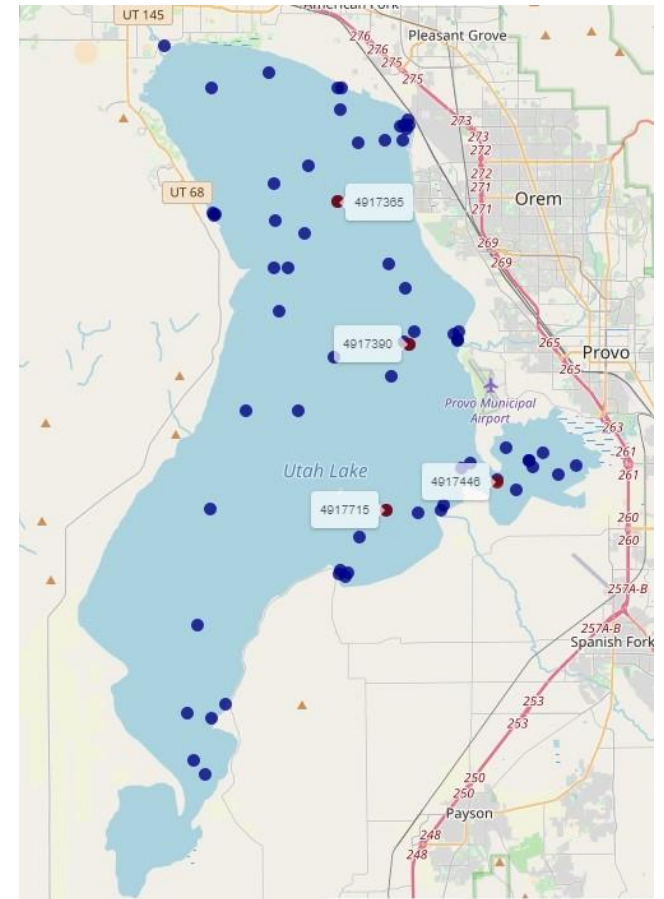 American Fork
UT 145
Pleasant Grove
276
276
275
275
273
273
272
272
271
271
UT 68
4917365
Orem
269
269
4917390
265
Provo
265
Provo Municipal
Airport
263
261
261
Utah Lake
4917446
4917715
260
260
257A-B
257A-B
Spanish Fork
253
253
250
250
Payson
248
248